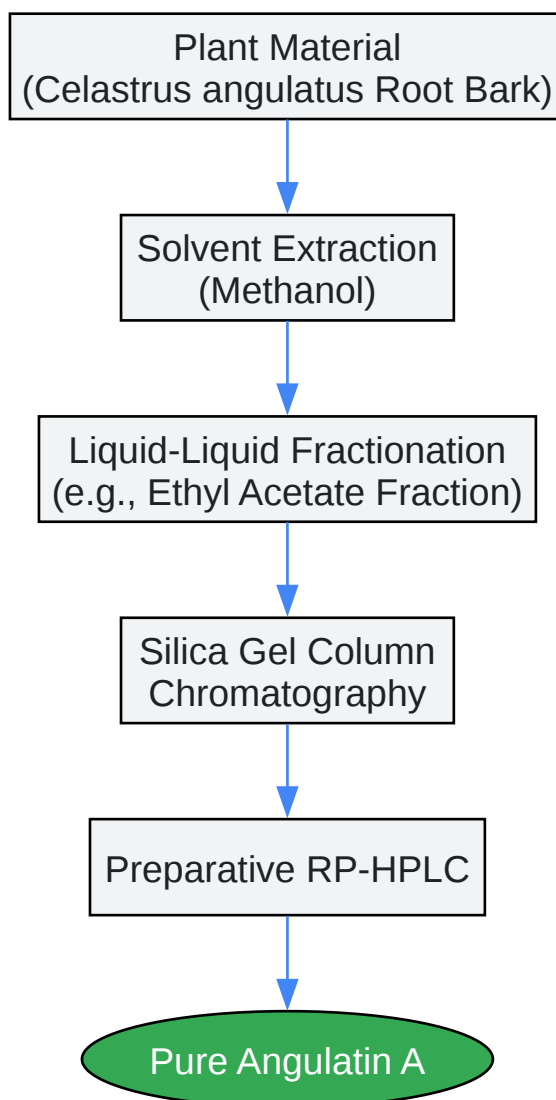 Plant Material
(Celastrus angulatus Root Bark)
Solvent Extraction
(Methanol)
Liquid-Liquid Fractionation
(e.g., Ethyl Acetate Fraction)
Silica Gel Column
Chromatography
Preparative RP-HPLC
Pure Angulatin A